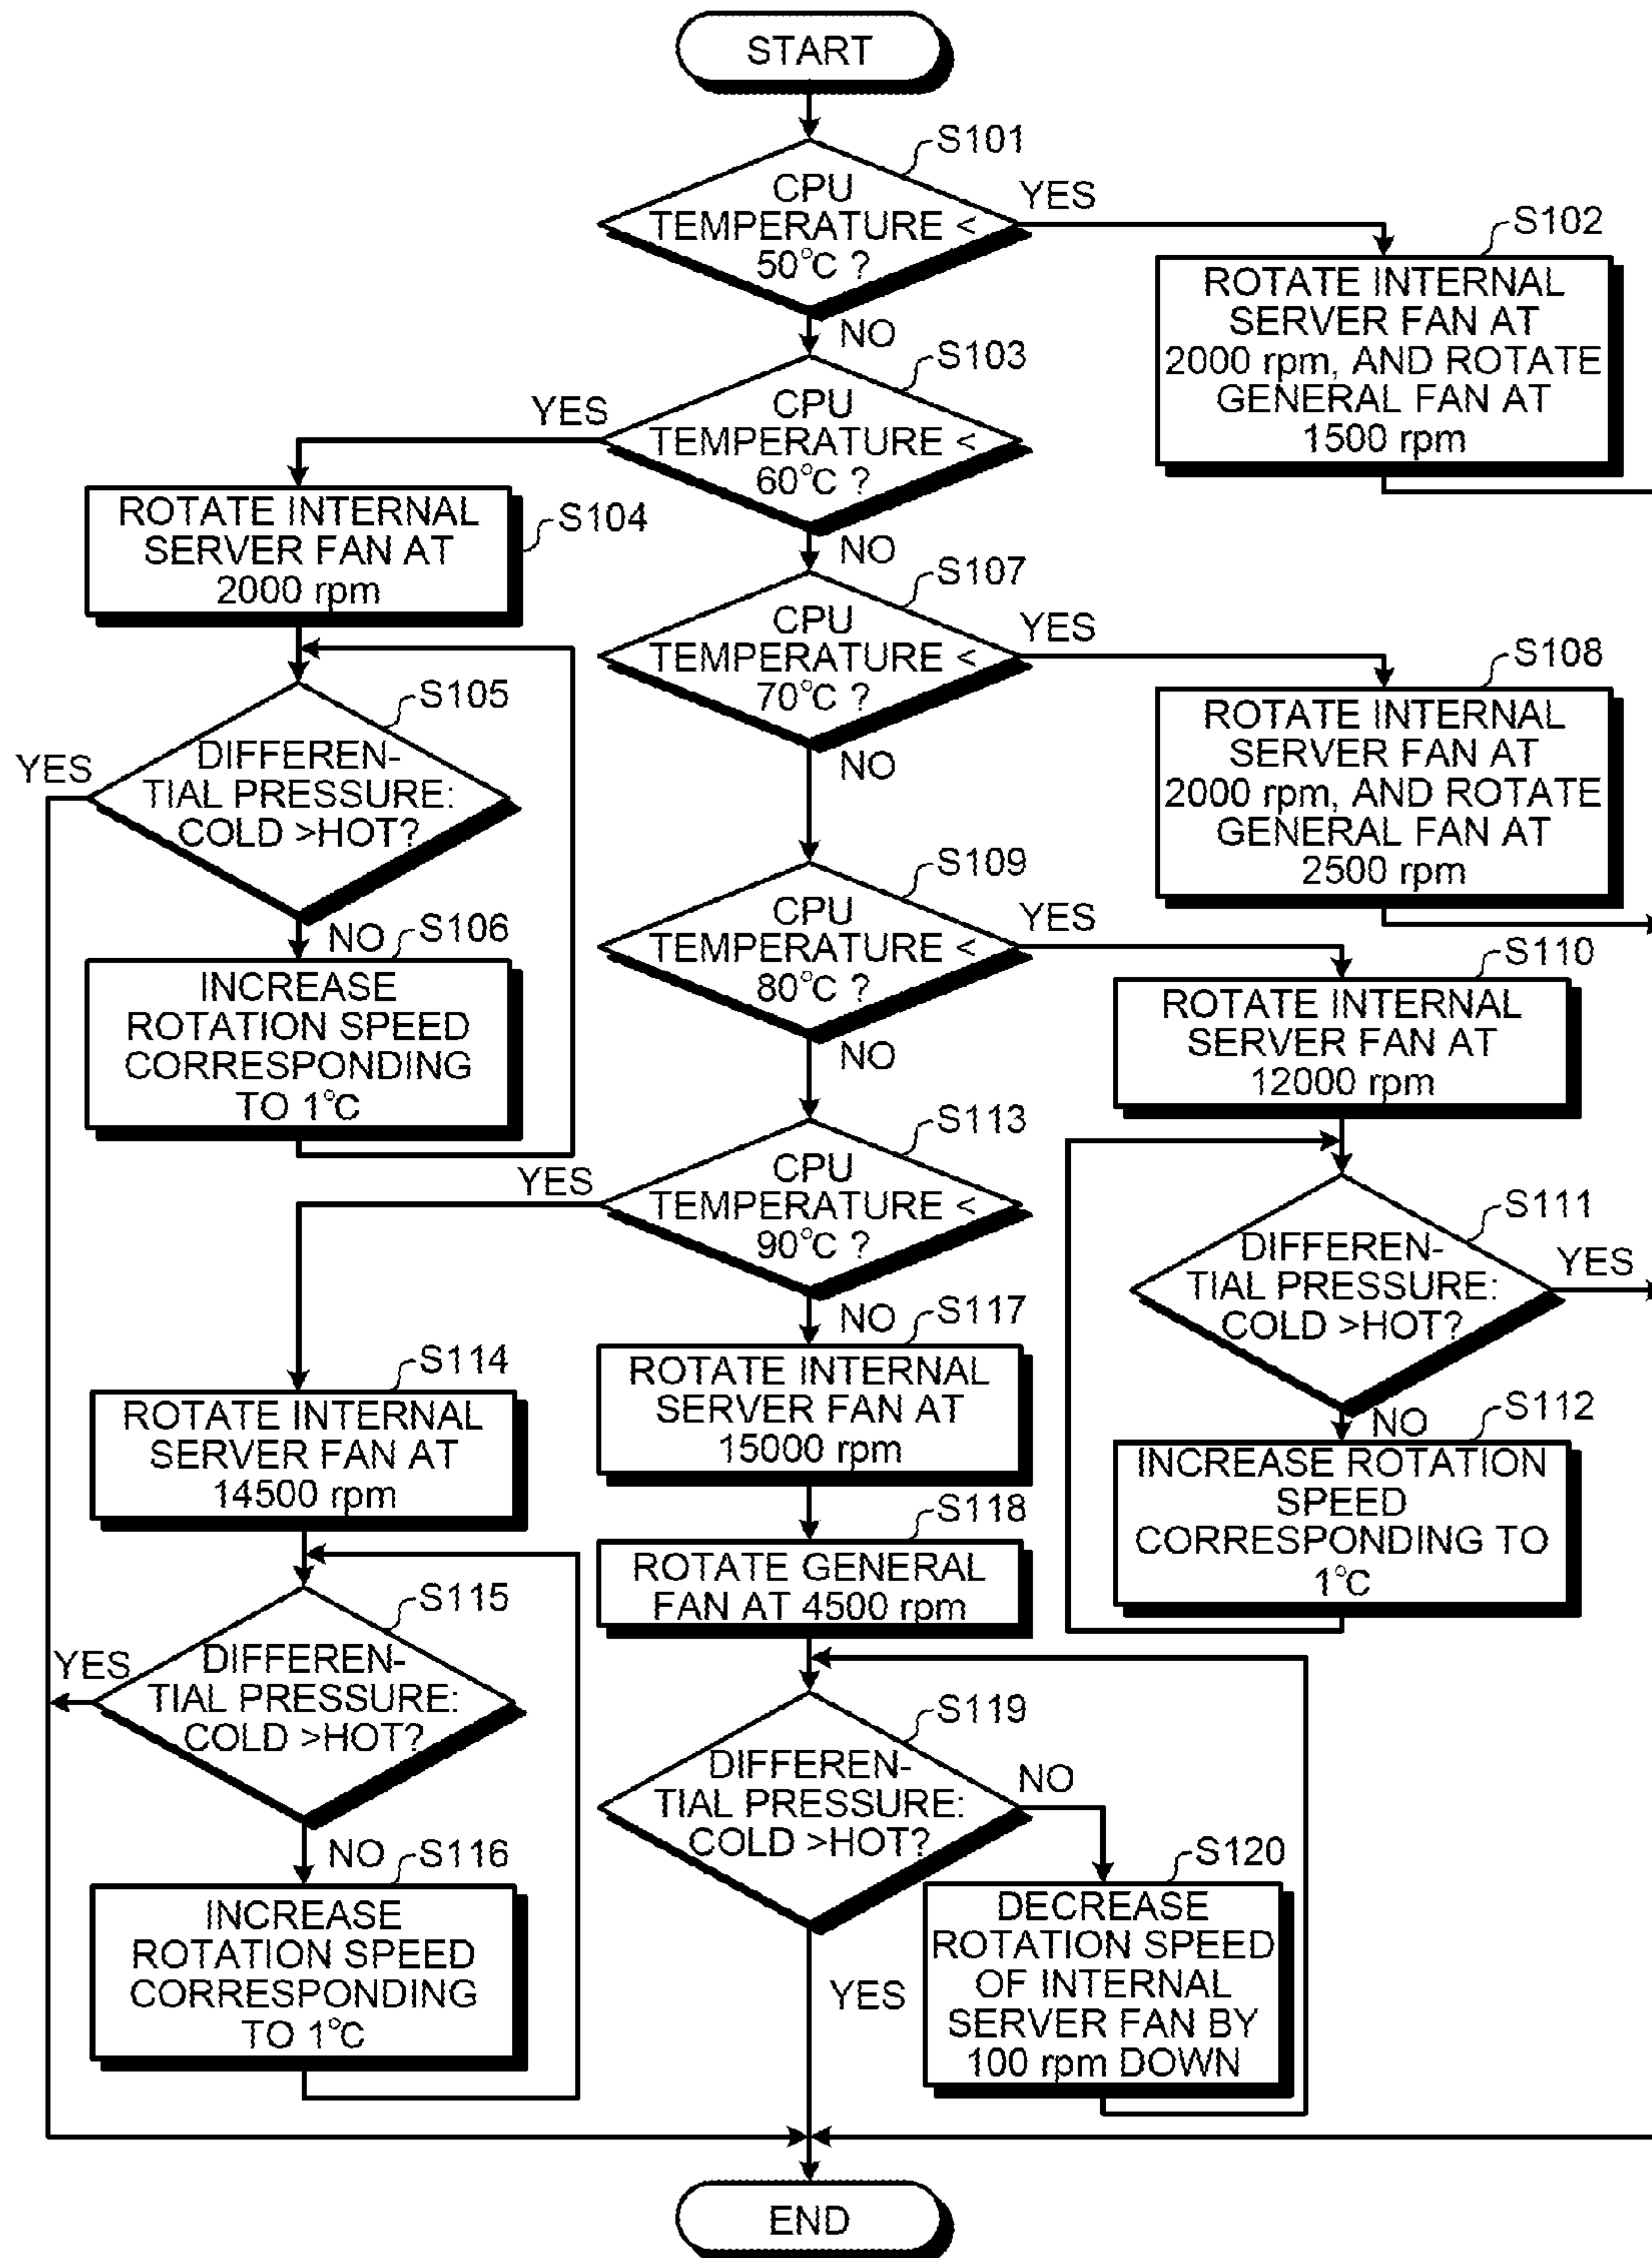 START
S101
CPU
TEMPERATURE <
50°C ?
YES
NO
S102
ROTATE INTERNAL
SERVER FAN AT
2000 rpm, AND ROTATE
GENERAL FAN AT
1500 rpm
S103
CPU
TEMPERATURE <
60°C ?
YES
NO
S104
ROTATE INTERNAL
SERVER FAN AT
2000 rpm
S105
DIFFEREN-
TIAL PRESSURE:
COLD >HOT?
YES
NO
S106
INCREASE
ROTATION SPEED
CORRESPONDING
TO 1°C
S107
CPU
TEMPERATURE <
70°C ?
YES
NO
S108
ROTATE INTERNAL
SERVER FAN AT
2000 rpm, AND ROTATE
GENERAL FAN AT
2500 rpm
S109
CPU
TEMPERATURE <
80°C ?
YES
NO
S110
ROTATE INTERNAL
SERVER FAN AT
12000 rpm
S111
DIFFEREN-
TIAL PRESSURE:
COLD >HOT?
YES
NO
S112
INCREASE ROTATION
SPEED
CORRESPONDING TO
1°C
S113
CPU
TEMPERATURE <
90°C ?
YES
NO
S114
ROTATE INTERNAL
SERVER FAN AT
14500 rpm
S115
DIFFEREN-
TIAL PRESSURE:
COLD >HOT?
YES
NO
S116
INCREASE
ROTATION SPEED
CORRESPONDING
TO 1°C
S117
ROTATE INTERNAL
SERVER FAN AT
15000 rpm
S118
ROTATE GENERAL
FAN AT 4500 rpm
S119
DIFFEREN-
TIAL PRESSURE:
COLD >HOT?
NO
YES
S120
DECREASE
ROTATION SPEED
OF INTERNAL
SERVER FAN BY
100 rpm DOWN
END